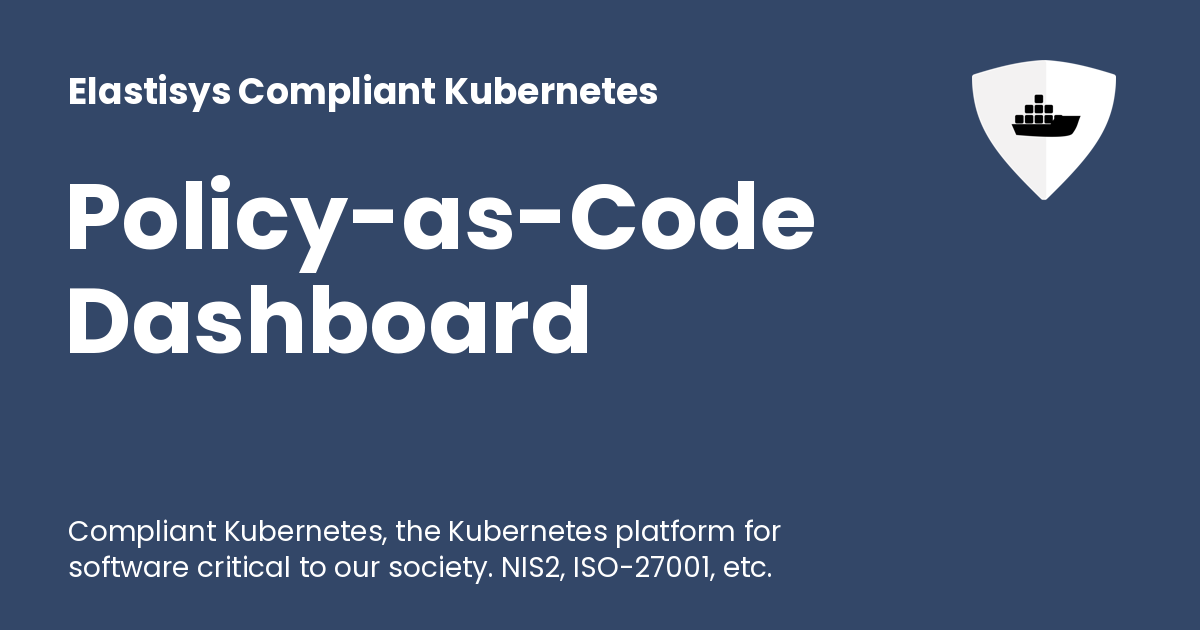 Elastisys Compliant Kubernetes
Policy-as-Code
Dashboard
Compliant Kubernetes, the Kubernetes platform for
software critical to our society. NIS2, ISO-27001, etc.